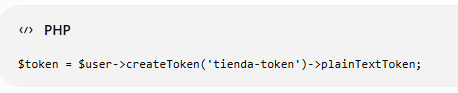 </> PHP
$token = $user->createToken('tienda-token')->plainTextToken;